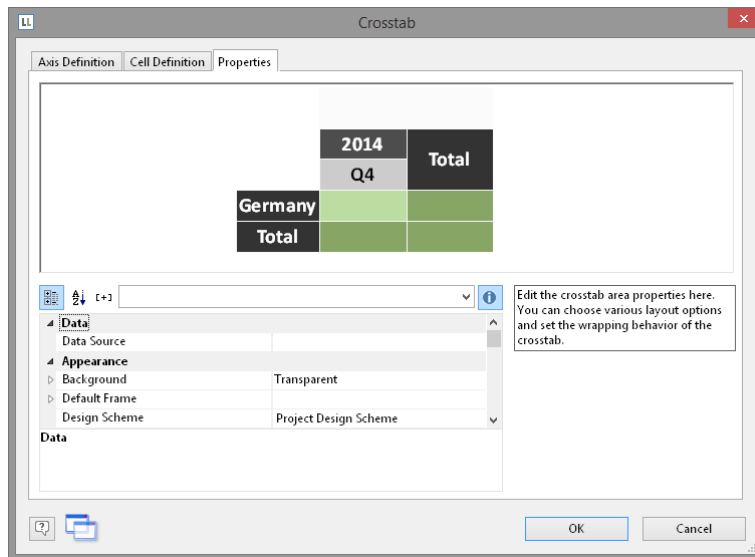 LL
Crosstab
Axis Definition Cell Definition Properties
2014
Total
Q4
Germany
Total
A
Z
[+]
Edit the crosstab area properties here.
You can choose various layout options
and set the wrapping behavior of the
crosstab.
Data
Data Source
Appearance
Background Transparent
Default Frame
Design Scheme Project Design Scheme
Data
OK Cancel